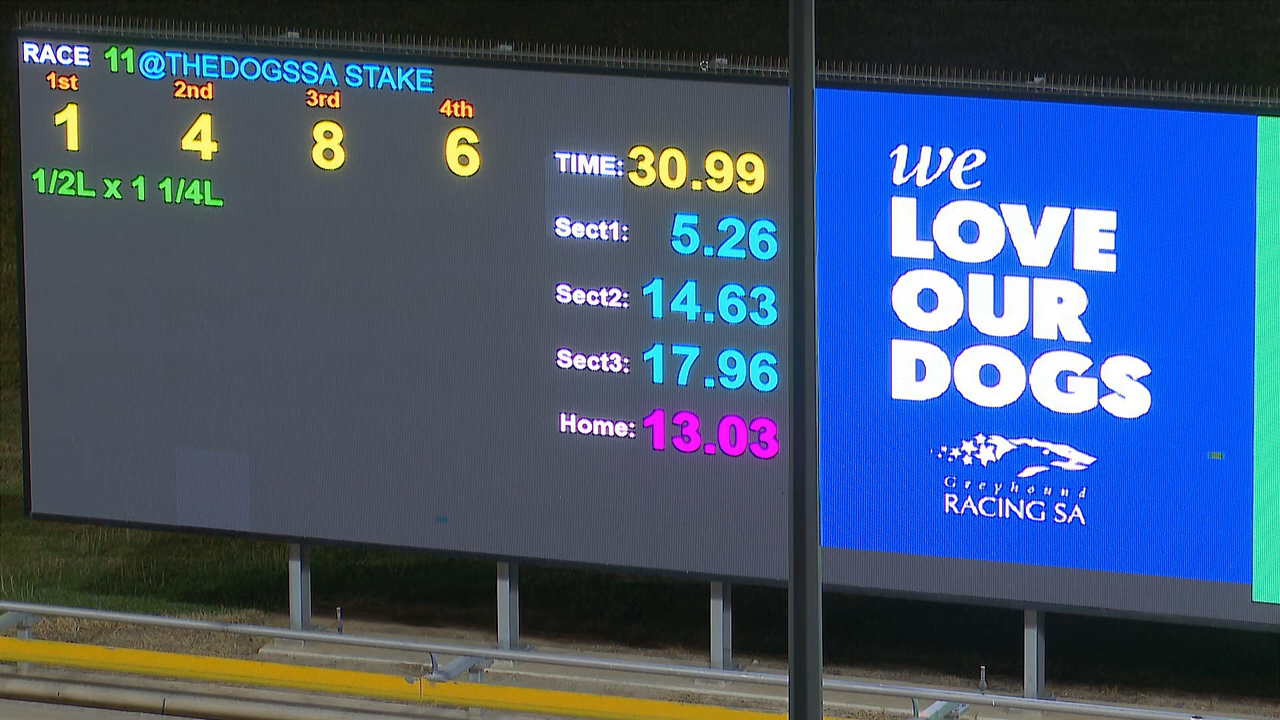 RACE 11@THEDOGSSA STAKE
1st 2nd 3rd 4th
1 4 8 6
1/2L x 1 1/4L
TIME: 30.99
Sect1: 5.26
Sect2: 14.63
Sect3: 17.96
Home: 13.03
we
LOVE
OUR
DOGS
Greyhound
RACING SA